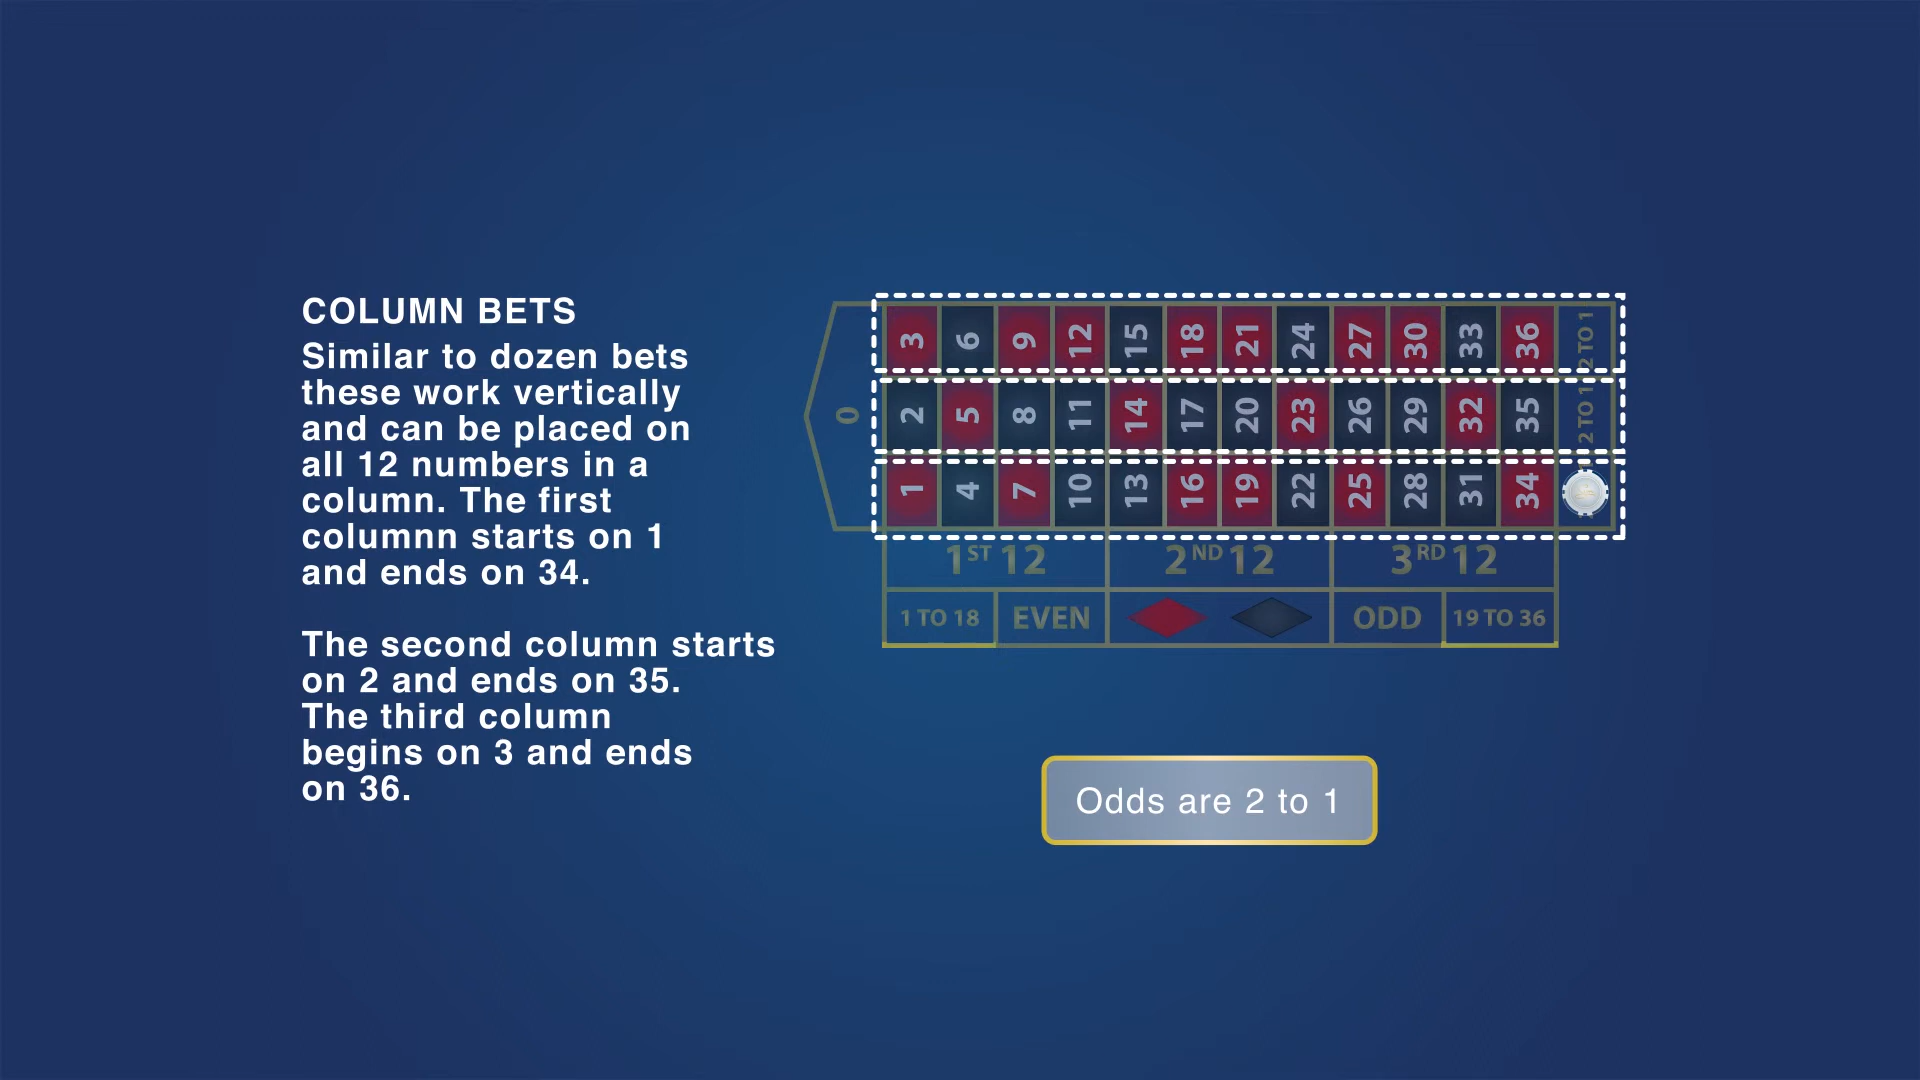 COLUMN BETS
Similar to dozen bets
these work vertically
and can be placed on
all 12 numbers in a
column. The first
columnn starts on 1
and ends on 34.
The second column starts
on 2 and ends on 35.
The third column
begins on 3 and ends
on 36.
0
3 6 9 12 15 18 21 24 27 30 33 36 2 TO 1
2 5 8 11 14 17 20 23 26 29 32 35 2 TO 1
1 4 7 10 13 16 19 22 25 28 31 34
1ST 12 2ND 12 3RD 12
1 TO 18 EVEN ODD 19 TO 36
Odds are 2 to 1